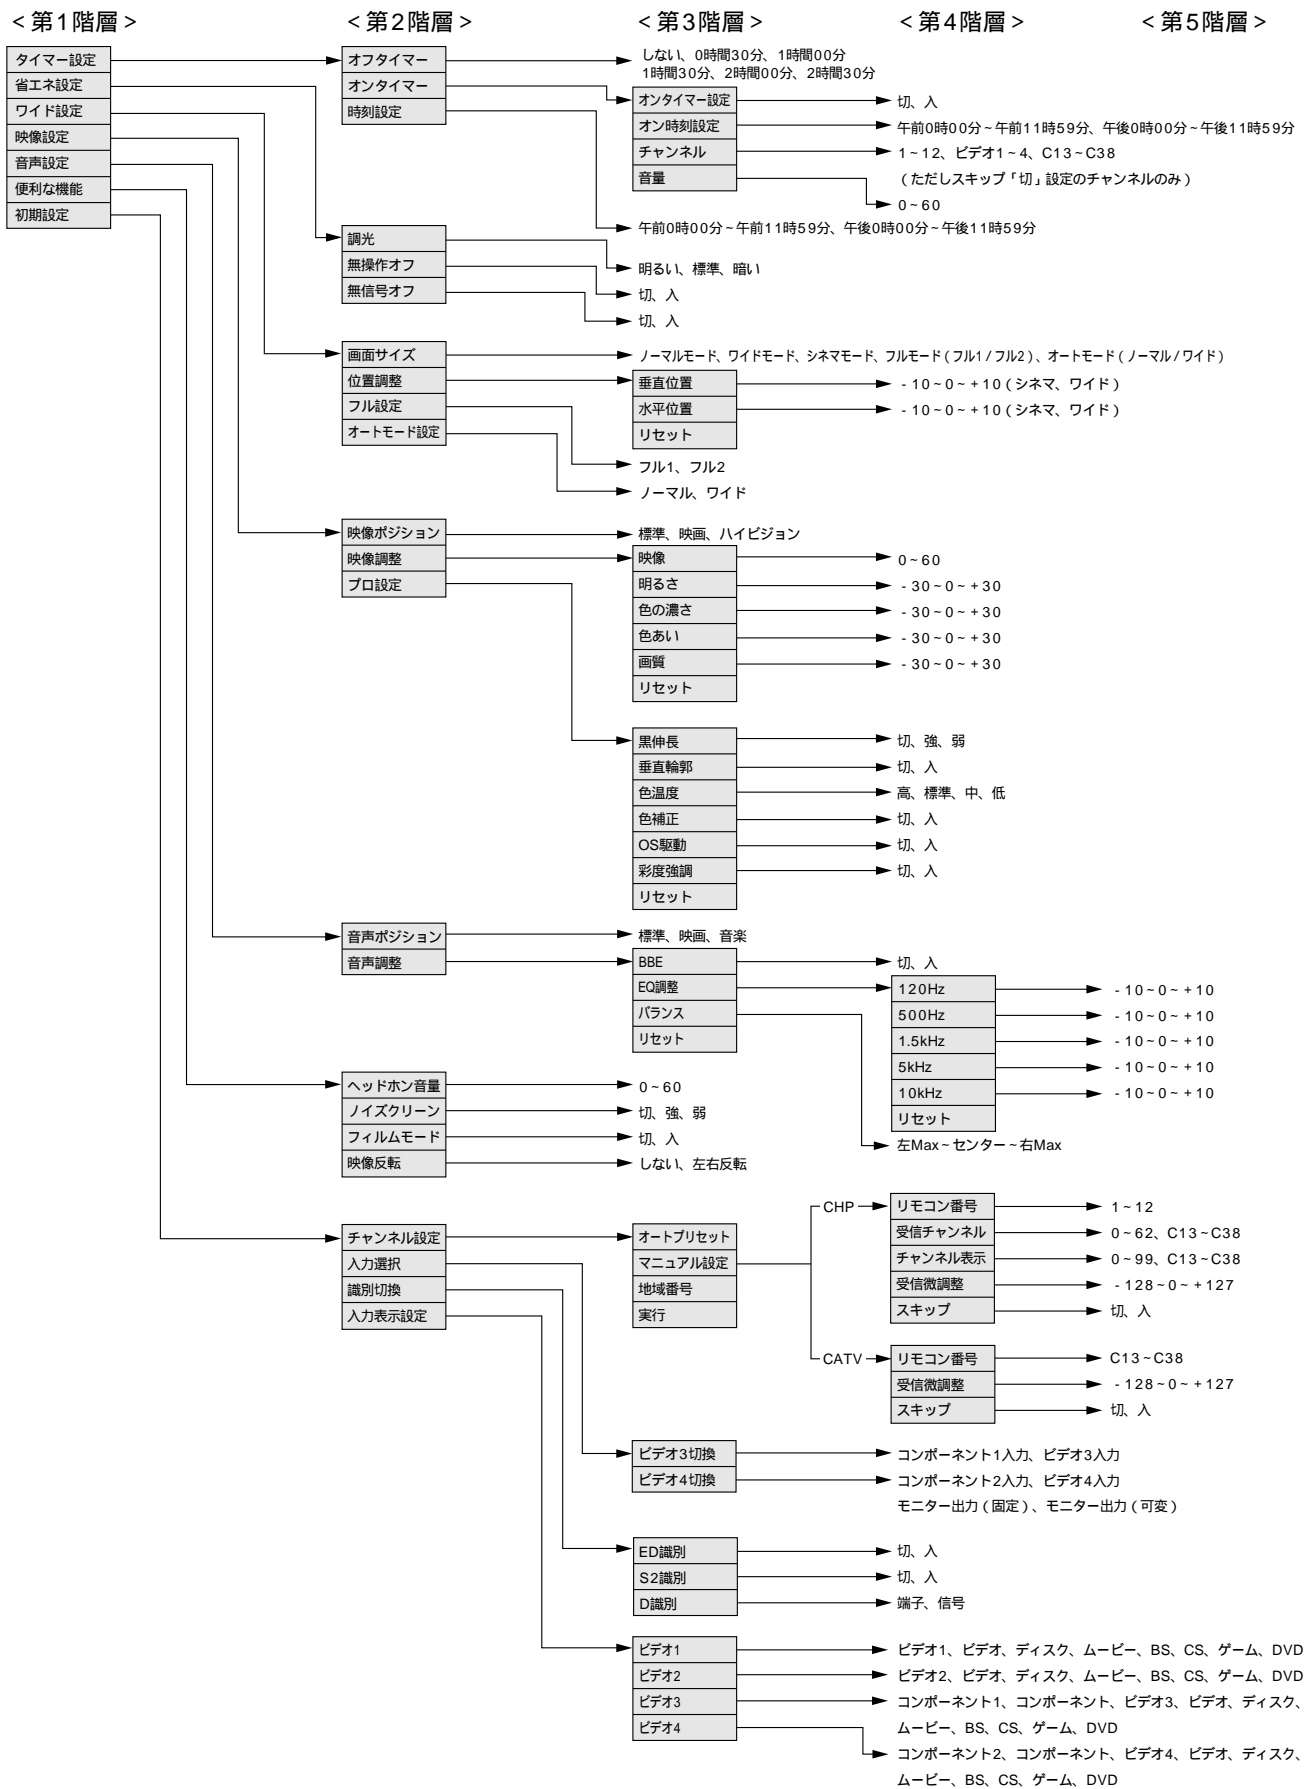 <第1階層> <第2階層> <第3階層> <第4階層> <第5階層>
タイマー設定
省エネ設定
ワイド設定
映像設定
音声設定
便利な機能
初期設定
オフタイマー
オンタイマー
時刻設定
しない、0時間30分、1時間00分
1時間30分、2時間00分、2時間30分
オンタイマー設定 切、入
オン時刻設定 午前0時00分~午前11時59分、午後0時00分~午後11時59分
チャンネル 1~12、ビデオ1~4、C13~C38
(ただしスキップ「切」設定のチャンネルのみ)
音量 0~60
午前0時00分~午前11時59分、午後0時00分~午後11時59分
調光 明るい、標準、暗い
無操作オフ 切、入
無信号オフ 切、入
画面サイズ ノーマルモード、ワイドモード、シネマモード、フルモード(フル1/フル2)、オートモード(ノーマル/ワイド)
位置調整
フル設定
オートモード設定
垂直位置 -10~0~+10(シネマ、ワイド)
水平位置 -10~0~+10(シネマ、ワイド)
リセット
フル1、フル2
ノーマル、ワイド
映像ポジション 標準、映画、ハイビジョン
映像調整
プロ設定
映像 0~60
明るさ -30~0~+30
色の濃さ -30~0~+30
色あい -30~0~+30
画質 -30~0~+30
リセット
黒伸長 切、強、弱
垂直輪郭 切、入
色温度 高、標準、中、低
色補正 切、入
OS駆動 切、入
彩度強調 切、入
リセット
音声ポジション 標準、映画、音楽
音声調整
BBE 切、入
EQ調整
バランス
リセット
120Hz -10~0~+10
500Hz -10~0~+10
1.5kHz -10~0~+10
5kHz -10~0~+10
10kHz -10~0~+10
リセット
左Max~センター~右Max
ヘッドホン音量 0~60
ノイズクリーン 切、強、弱
フィルムモード 切、入
映像反転 しない、左右反転
チャンネル設定
入力選択
識別切換
入力表示設定
オートプリセット
マニュアル設定
地域番号
実行
CHP
リモコン番号 1~12
受信チャンネル 0~62、C13~C38
チャンネル表示 0~99、C13~C38
受信微調整 -128~0~+127
スキップ 切、入
CATV
リモコン番号 C13~C38
受信微調整 -128~0~+127
スキップ 切、入
ビデオ3切換 コンポーネント1入力、ビデオ3入力
ビデオ4切換 コンポーネント2入力、ビデオ4入力
モニター出力(固定)、モニター出力(可変)
ED識別 切、入
S2識別 切、入
D識別 端子、信号
ビデオ1 ビデオ1、ビデオ、ディスク、ムービー、BS、CS、ゲーム、DVD
ビデオ2 ビデオ2、ビデオ、ディスク、ムービー、BS、CS、ゲーム、DVD
ビデオ3 コンポーネント1、コンポーネント、ビデオ3、ビデオ、ディスク、
ムービー、BS、CS、ゲーム、DVD
ビデオ4 コンポーネント2、コンポーネント、ビデオ4、ビデオ、ディスク、
ムービー、BS、CS、ゲーム、DVD